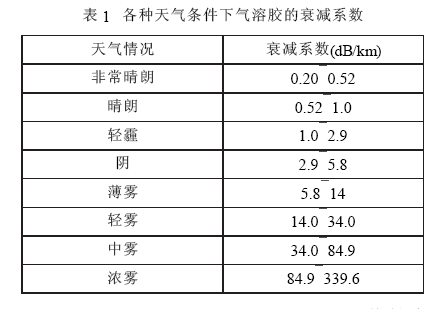 表 1 各种天气条件下气溶胶的衰减系数
天气情况 衰减系数(dB/km)
非常晴朗 0.20‾0.52
晴朗 0.52‾1.0
轻霾 1.0‾2.9
阴 2.9‾5.8
薄雾 5.8‾14
轻雾 14.0‾34.0
中雾 34.0‾84.9
浓雾 84.9‾339.6